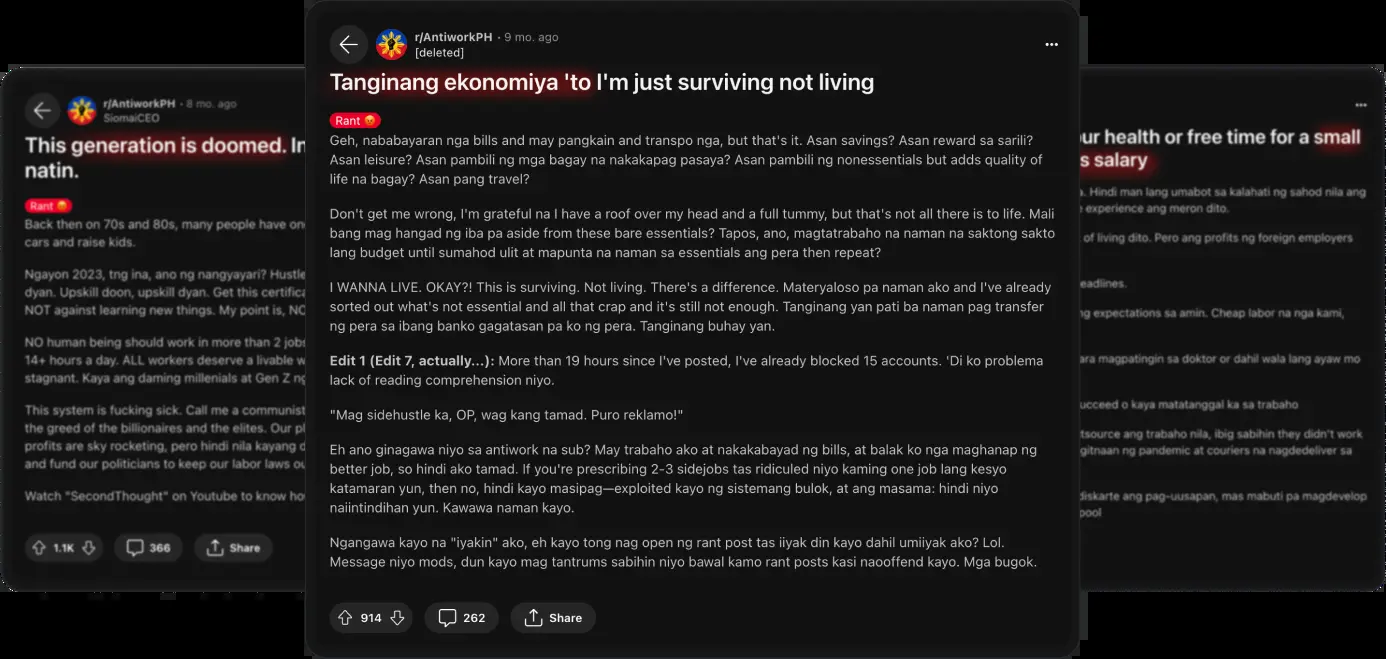 r/AntiworkPH • 8 mo. ago
SiomaiCEO
This generation is doomed. In
natin.
Rant
Back then on 70s and 80s, many people have on
cars and raise kids.
Ngayon 2023, tng ina, ano ng nangyayari? Hustle
dyan. Upskill doon, upskill dyan. Get this certifica
NOT against learning new things. My point is, NO
NO human being should work in more than 2 jobs
14+ hours a day. ALL workers deserve a livable w
stagnant. Kaya ang daming millenials at Gen Z ng
This system is fucking sick. Call me a communist
the greed of the billionaires and the elites. Our pl
profits are sky rocketing, pero hindi nila kayang d
and fund our politicians to keep our labor laws ou
Watch "SecondThought" on Youtube to know ho
1.1K 366 Share
r/AntiworkPH • 9 mo. ago
[deleted]
Tanginang ekonomiya 'to I'm just surviving not living
Rant
Geh, nababayaran nga bills and may pangkain and transpo nga, but that's it. Asan savings? Asan reward sa sarili?
Asan leisure? Asan pambili ng mga bagay na nakakapag pasaya? Asan pambili ng nonessentials but adds quality of
life na bagay? Asan pang travel?
Don't get me wrong, I'm grateful na I have a roof over my head and a full tummy, but that's not all there is to life. Mali
bang mag hangad ng iba pa aside from these bare essentials? Tapos, ano, magtatrabaho na naman na saktong sakto
lang budget until sumahod ulit at mapunta na naman sa essentials ang pera then repeat?
I WANNA LIVE. OKAY?! This is surviving. Not living. There's a difference. Materyaloso pa naman ako and I've already
sorted out what's not essential and all that crap and it's still not enough. Tanginang yan pati ba naman pag transfer
ng pera sa ibang banko gagatasan pa ko ng pera. Tanginang buhay yan.
Edit 1 (Edit 7, actually...): More than 19 hours since I've posted, I've already blocked 15 accounts. 'Di ko problema
lack of reading comprehension niyo.
"Mag sidehustle ka, OP, wag kang tamad. Puro reklamo!"
Eh ano ginagawa niyo sa antiwork na sub? May trabaho ako at nakakabayad ng bills, at balak ko nga maghanap ng
better job, so hindi ako tamad. If you're prescribing 2-3 sidejobs tas ridiculed niyo kaming one job lang kesyo
katamaran yun, then no, hindi kayo masipag—exploited kayo ng sistemang bulok, at ang masama: hindi niyo
naiintindihan yun. Kawawa naman kayo.
Ngangawa kayo na "iyakin" ako, eh kayo tong nag open ng rant post tas iiyak din kayo dahil umiiyak ako? Lol.
Message niyo mods, dun kayo mag tantrums sabihin niyo bawal kamo rant posts kasi naooffend kayo. Mga bugok.
914 262 Share
ur health or free time for a small
s salary
a. Hindi man lang umabot sa kalahati ng sahod nila ang
e experience ang meron dito.
of living dito. Pero ang profits ng foreign employers
eadlines.
ng expectations sa amin. Cheap labor na nga kami,
ara magpatingin sa doktor or dahil wala lang ayaw mo
ucceed o kaya matatanggal ka sa trabaho
tsource ang trabaho nila, ibig sabihin they didn't work
gitnaan ng pandemic at couriers na nagdedeliver sa
diskarte ang pag-uusapan, mas mabuti pa magdevelop
pool